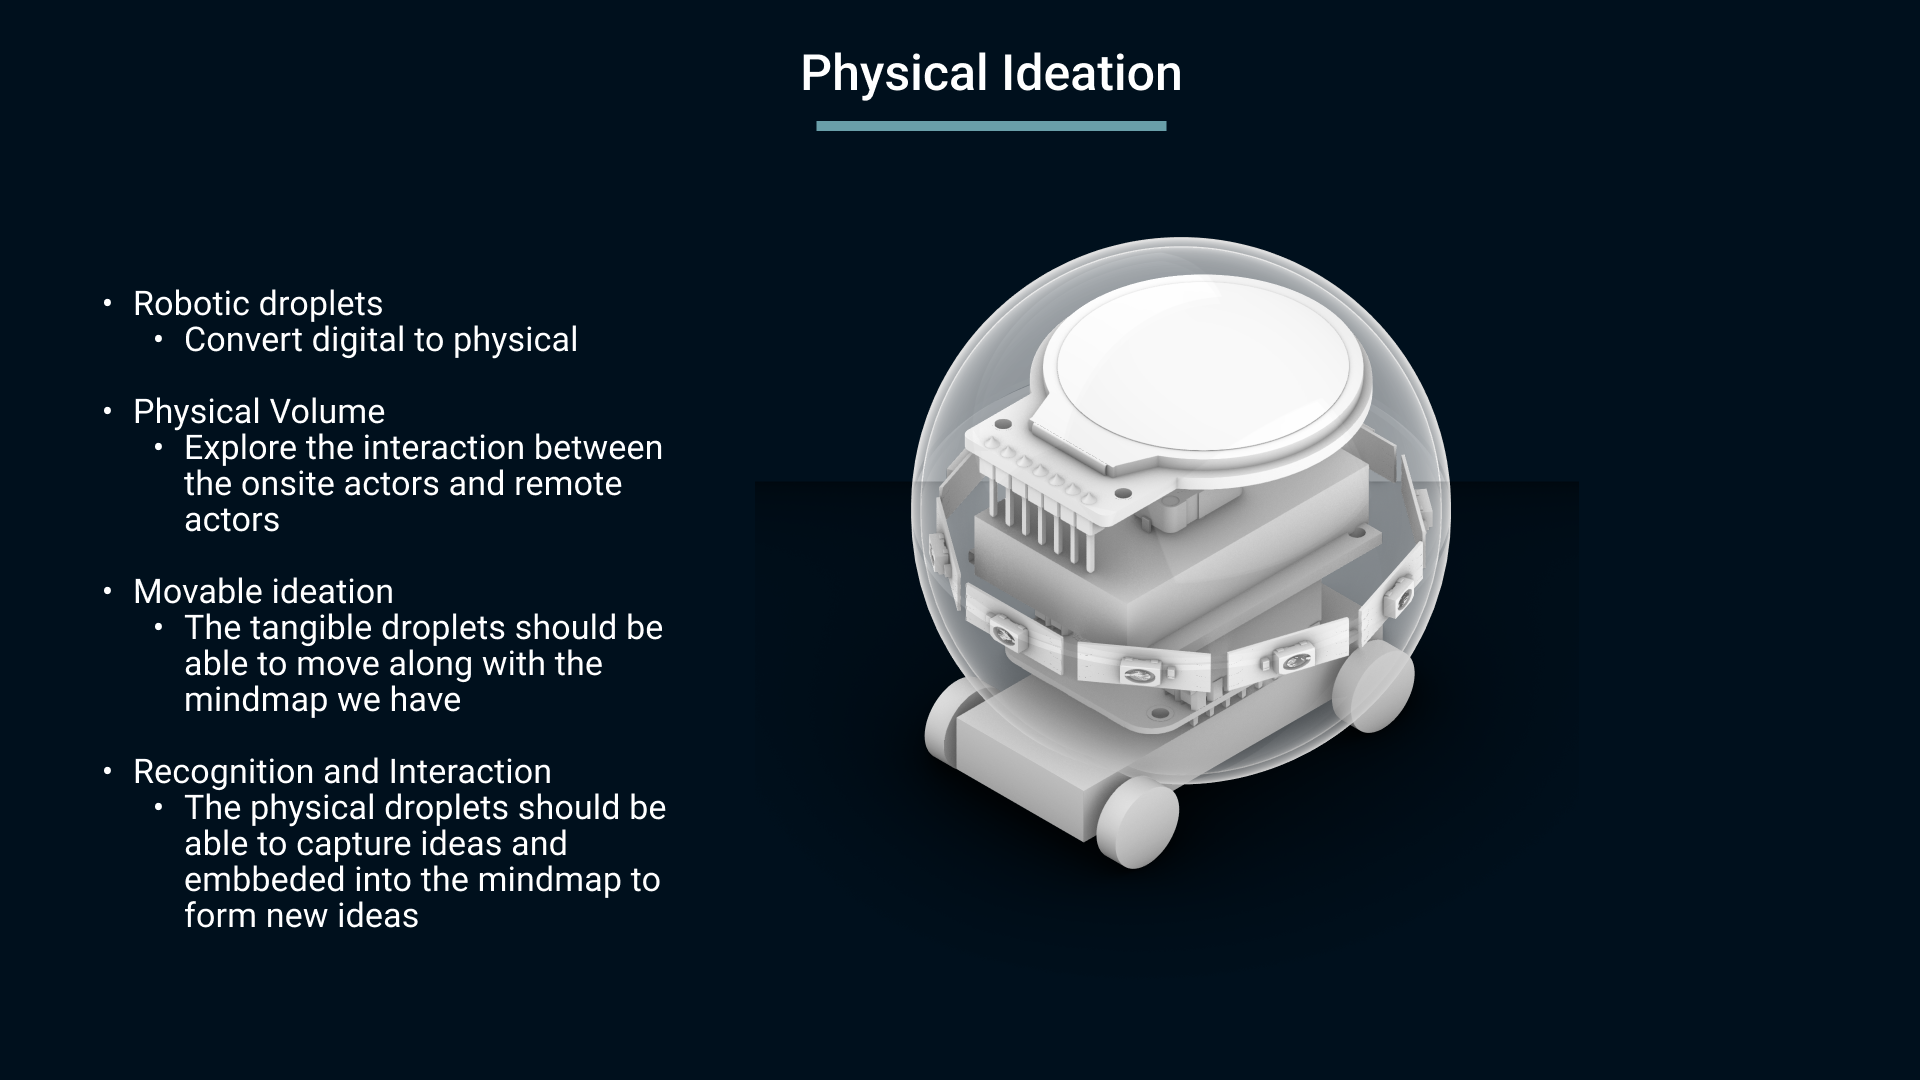 Physical Ideation
• Robotic droplets
• Convert digital to physical
• Physical Volume
• Explore the interaction between
the onsite actors and remote
actors
• Movable ideation
• The tangible droplets should be
able to move along with the
mindmap we have
• Recognition and Interaction
• The physical droplets should be
able to capture ideas and
embbeded into the mindmap to
form new ideas